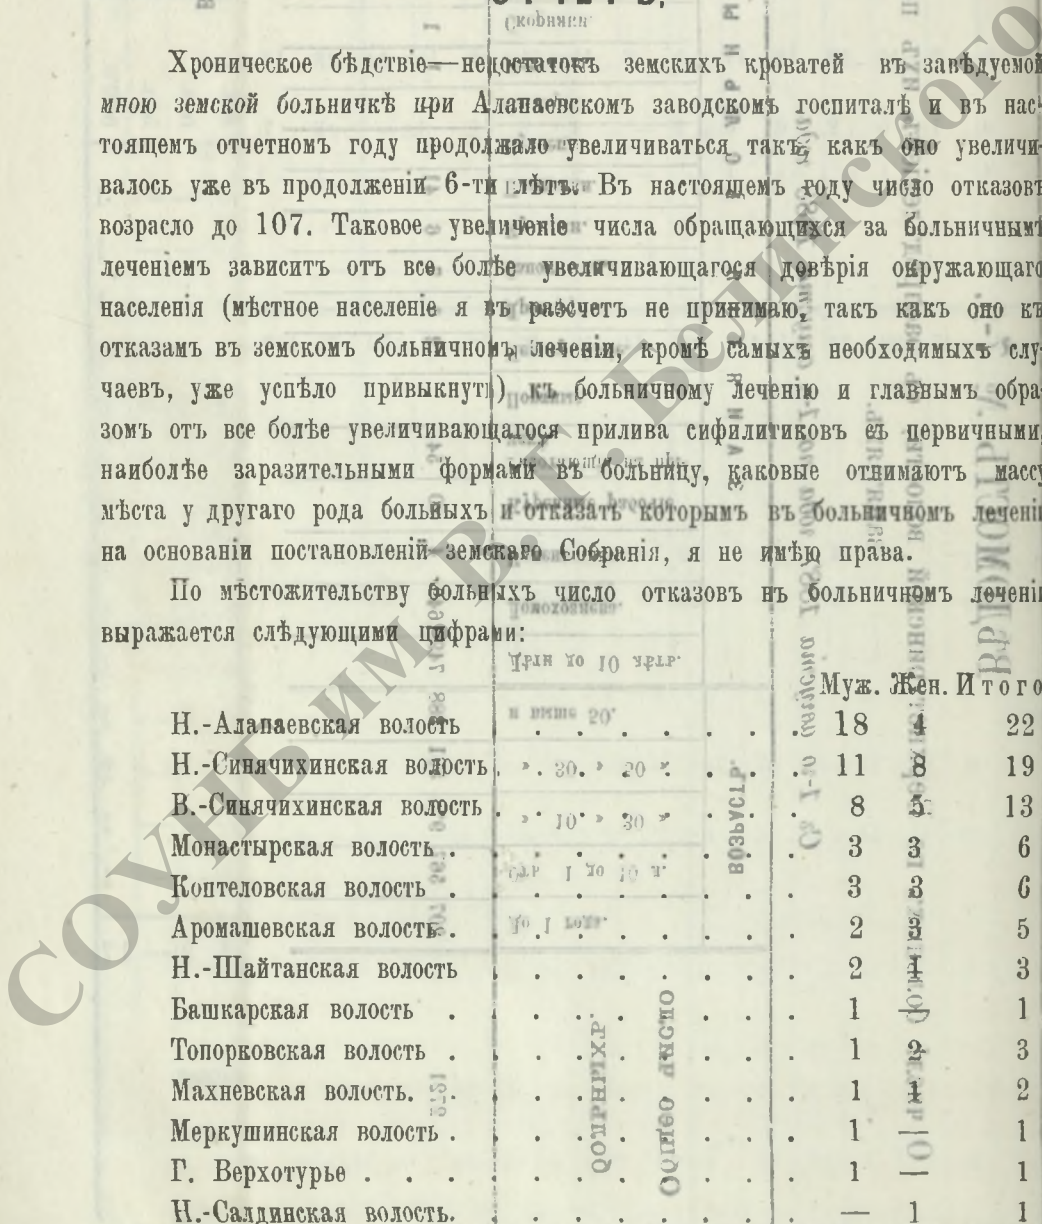 Хроническое бѣдствіе—недостатокъ земскихъ кроватей въ завѣдуемой
мною земской больничкѣ при Алапаевскомъ заводскомъ госпиталѣ и въ нас-
тоящемъ отчетномъ году продолжало увеличиваться такъ, какъ оно увеличи-
валось уже въ продолженіи 6-ти лѣтъ. Въ настоящемъ году число отказовъ
возрасло до 107. Таковое увеличеніе числа обращающихся за больничнымъ
леченіемъ зависитъ отъ все болѣе увеличивающагося довѣрія окружающаго
населенія (мѣстное населеніе я въ разсчетъ не принимаю, такъ какъ оно къ
отказамъ въ земскомъ больничномъ леченіи, кромѣ самыхъ необходимыхъ слу-
чаевъ, уже успѣло привыкнуть) къ больничному леченію и главнымъ обра-
зомъ отъ все болѣе увеличивающагося прилива сифилитиковъ съ первичными,
наиболѣе заразительными формами въ больницу, каковые отнимаютъ массу
мѣста у другаго рода больныхъ и отказать которымъ въ больничномъ леченіи
на основаніи постановленій земскаго Собранія, я не имѣю права.
По мѣстожительству больныхъ число отказовъ въ больничномъ леченіи
выражается слѣдующими цифрами:
Муж. Жен. Итого
Н.-Алапаевская волость . . . . . . . 18 4 22
Н.-Синячихинская волость . . . . . . . 11 8 19
В.-Синячихинская волость . . . . . . . 8 5 13
Монастырская волость . . . . . . . . 3 3 6
Коптеловская волость . . . . . . . . 3 3 6
Аромашевская волость . . . . . . . . 2 3 5
Н.-Шайтанская волость . . . . . . . . 2 1 3
Башкарская волость . . . . . . . . . 1 — 1
Топорковская волость . . . . . . . . . 1 2 3
Махневская волость. . . . . . . . . . 1 1 2
Меркушинская волость . . . . . . . . . 1 — 1
Г. Верхотурье . . . . . . . . . . . 1 — 1
Н.-Салдинская волость. . . . . . . . . — 1 1
СОУНБ им. В. Г. Белинского